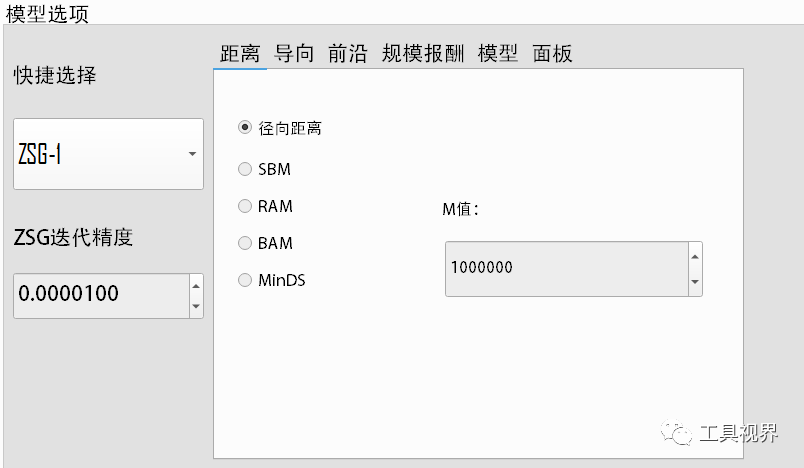 模型选项
快捷选择
ZSG-1
ZSG迭代精度
0.0000100
距离 导向 前沿 规模报酬 模型 面板
径向距离
SBM
RAM
BAM
MinDS
M值：
1000000
工具视界